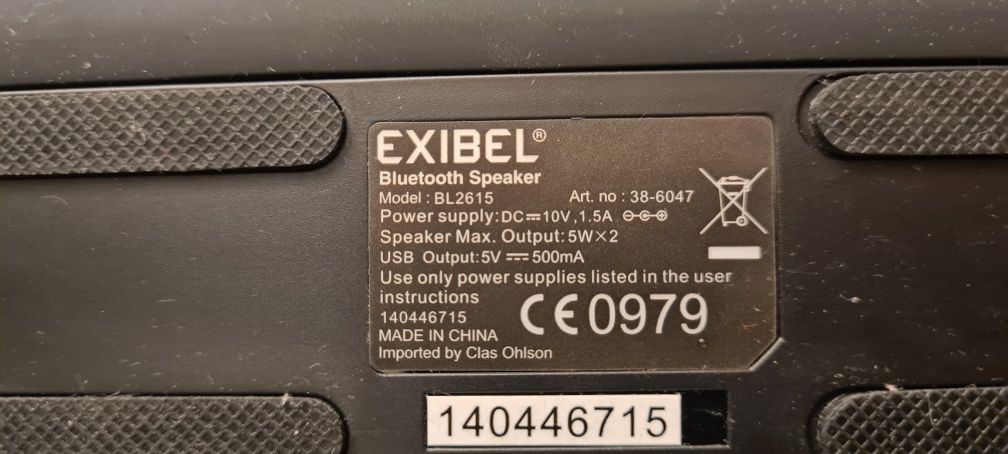 EXIBEL®
Bluetooth Speaker
Model : BL2615 Art. no : 38-6047
Power supply: DC⎓10V, 1.5A
Speaker Max. Output: 5W×2
USB Output: 5V ⎓ 500mA
Use only power supplies listed in the user
instructions
140446715
CE0979
MADE IN CHINA
Imported by Clas Ohlson
140446715